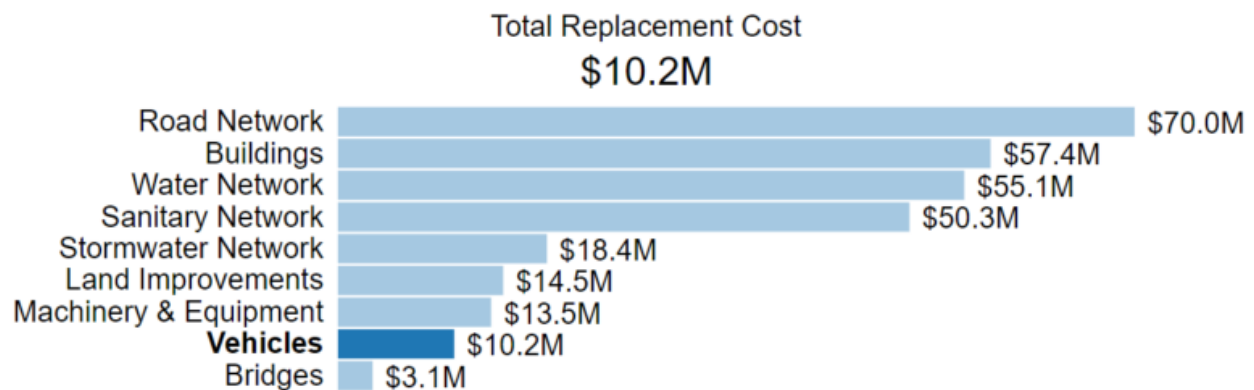 Total Replacement Cost
$10.2M
Road Network $70.0M
Buildings $57.4M
Water Network $55.1M
Sanitary Network $50.3M
Stormwater Network $18.4M
Land Improvements $14.5M
Machinery & Equipment $13.5M
Vehicles $10.2M
Bridges $3.1M